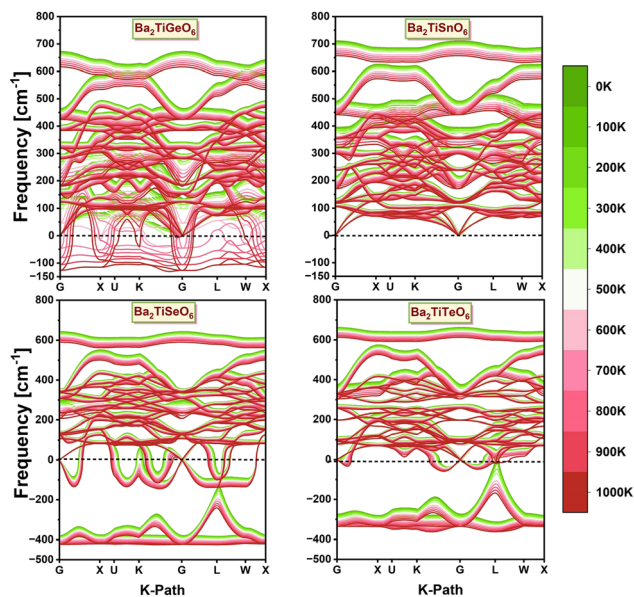 Ba₂TiGeO₆
Frequency [cm⁻¹]
800
700
600
500
400
300
200
100
0
−100
−150
G X U K G L W X
Ba₂TiSnO₆
800
700
600
500
400
300
200
100
0
−100
−150
G X U K G L W X
Ba₂TiSeO₆
Frequency [cm⁻¹]
800
600
400
200
0
−200
−400
−500
G X U K G L W X
K-Path
Ba₂TiTeO₆
800
600
400
200
0
−200
−400
−500
G X U K G L W X
K-Path
0K
100K
200K
300K
400K
500K
600K
700K
800K
900K
1000K